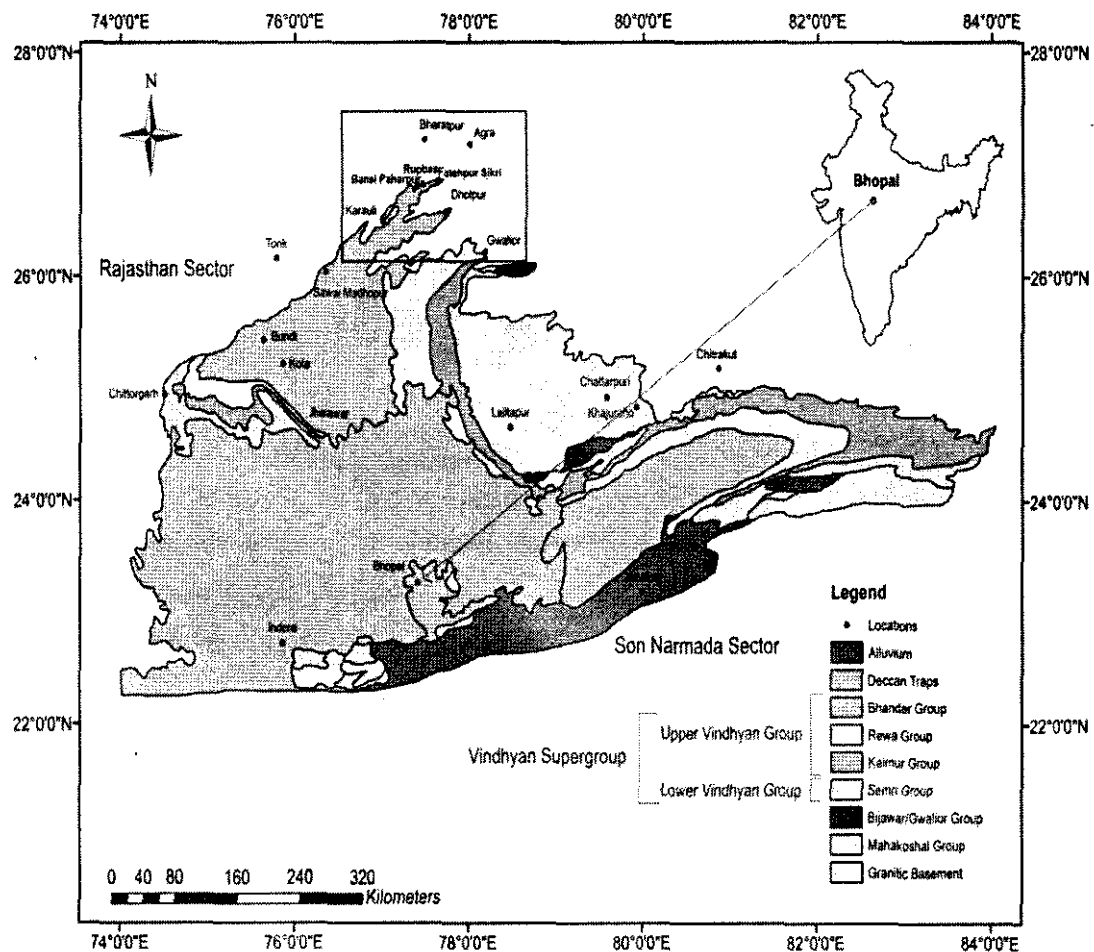 74°0'0"E 76°0'0"E 78°0'0"E 80°0'0"E 82°0'0"E 84°0'0"E
28°0'0"N 28°0'0"N
N
Bharatpur
Agra
Bansi Paharpur
Fatehpur Sikri
Dholpur
Karauli
Gwalior
Bhopal
Tonk
Rajasthan Sector
26°0'0"N 26°0'0"N
Sawai Madhopur
Bundi
Kota
Chitrakut
Chittorgarh
Jhalawar
Lalitapur
Chattarpur
Khajuraho
24°0'0"N 24°0'0"N
Bhopal
Indore
Son Narmada Sector
22°0'0"N 22°0'0"N
Legend
Locations
Alluvium
Deccan Traps
Bhander Group
Rewa Group
Kaimur Group
Semri Group
Bijawar/Gwalior Group
Mahakoshal Group
Granitic Basement
Vindhyan Supergroup
Upper Vindhyan Group
Lower Vindhyan Group
0 40 80 160 240 320
Kilometers
74°0'0"E 76°0'0"E 78°0'0"E 80°0'0"E 82°0'0"E 84°0'0"E